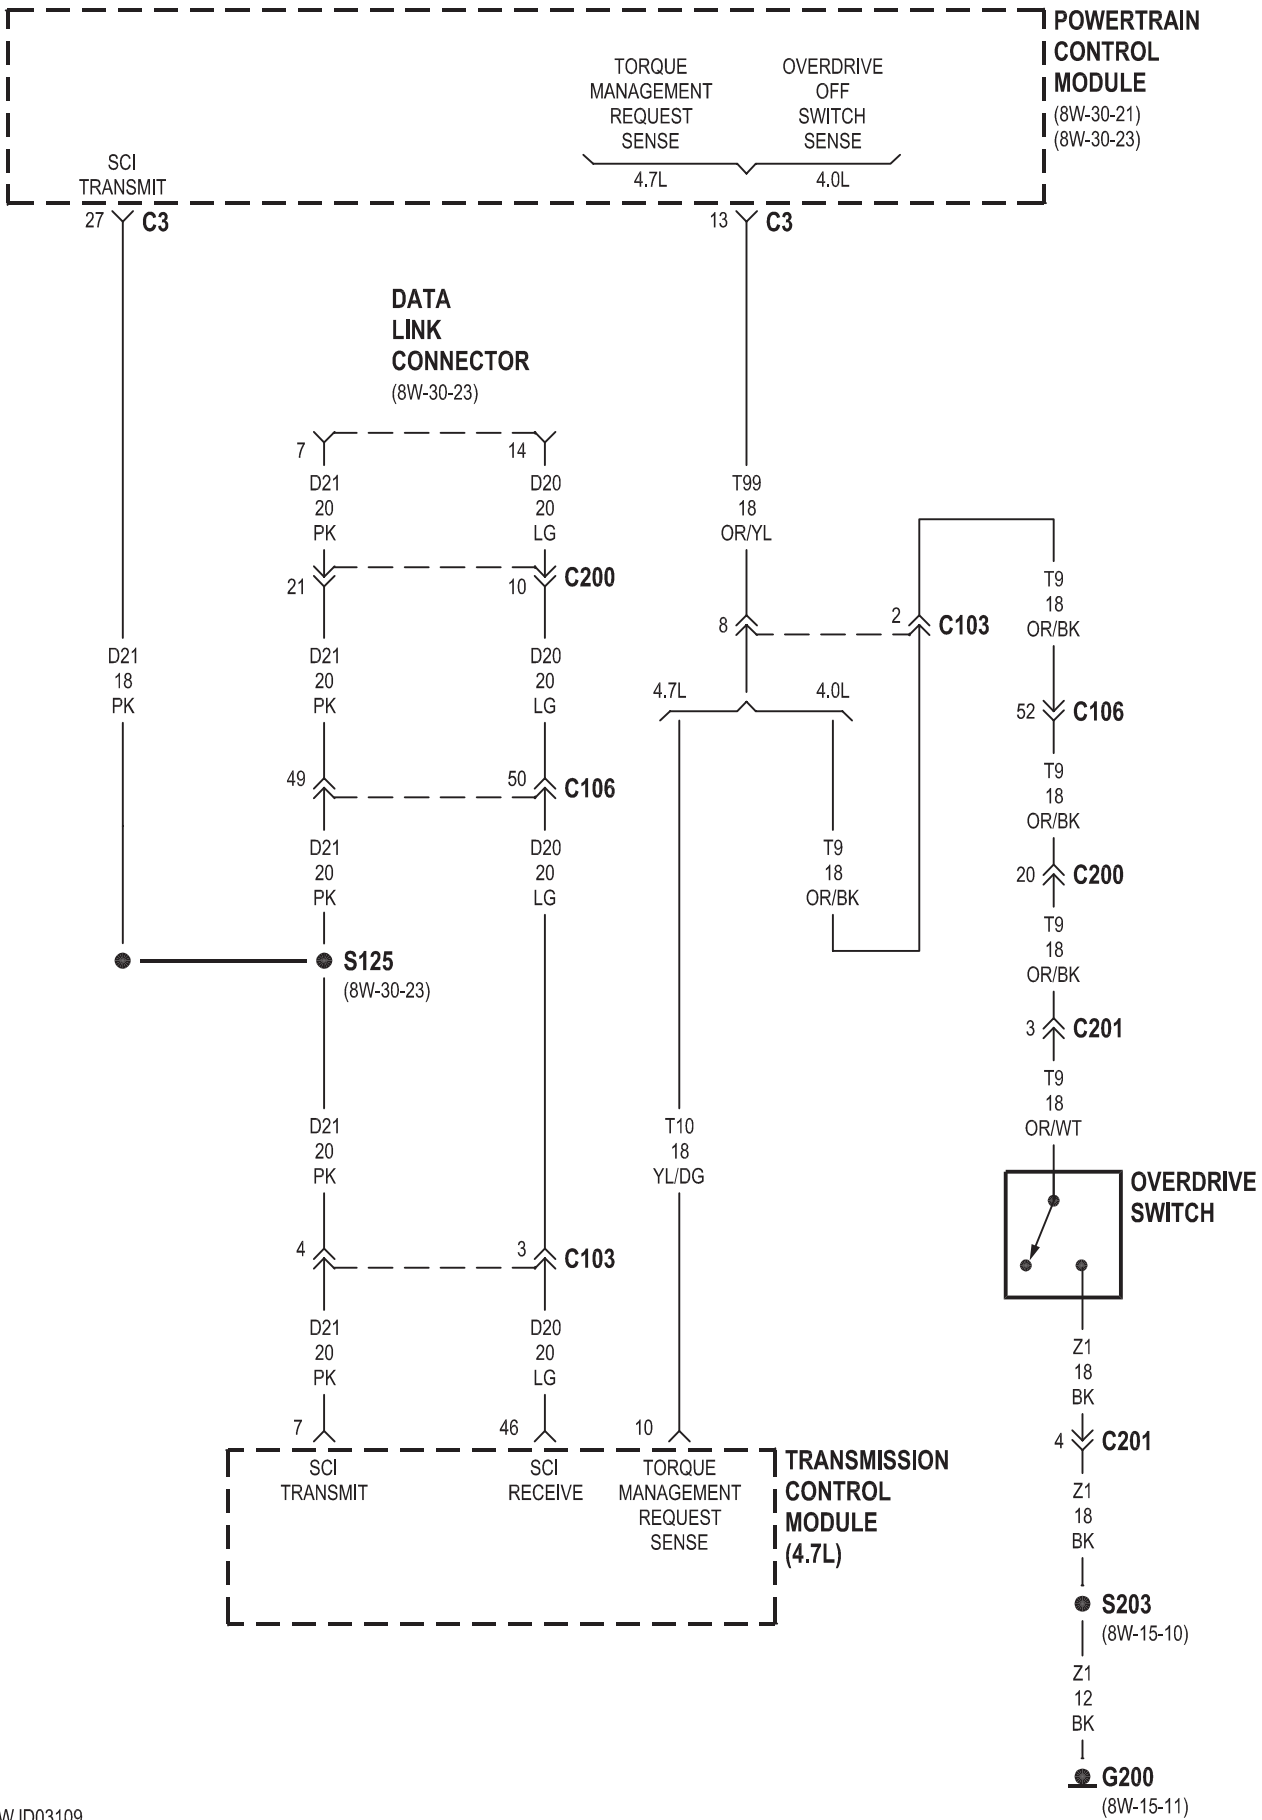 POWERTRAIN
CONTROL
MODULE
(8W-30-21)
(8W-30-23)
TORQUE
MANAGEMENT
REQUEST
SENSE
OVERDRIVE
OFF
SWITCH
SENSE
4.7L
4.0L
SCI
TRANSMIT
27
C3
13
C3
DATA
LINK
CONNECTOR
(8W-30-23)
7
14
D21
20
PK
D20
20
LG
T99
18
OR/YL
21
10
C200
8
2
C103
T9
18
OR/BK
D21
18
PK
D21
20
PK
D20
20
LG
4.7L
4.0L
52
C106
49
50
C106
T9
18
OR/BK
D21
20
PK
D20
20
LG
T9
18
OR/BK
20
C200
T9
18
OR/BK
S125
(8W-30-23)
3
C201
T9
18
OR/WT
D21
20
PK
T10
18
YL/DG
OVERDRIVE
SWITCH
4
3
C103
D21
20
PK
D20
20
LG
Z1
18
BK
7
46
10
4
C201
SCI
TRANSMIT
SCI
RECEIVE
TORQUE
MANAGEMENT
REQUEST
SENSE
TRANSMISSION
CONTROL
MODULE
(4.7L)
Z1
18
BK
S203
(8W-15-10)
Z1
12
BK
G200
(8W-15-11)